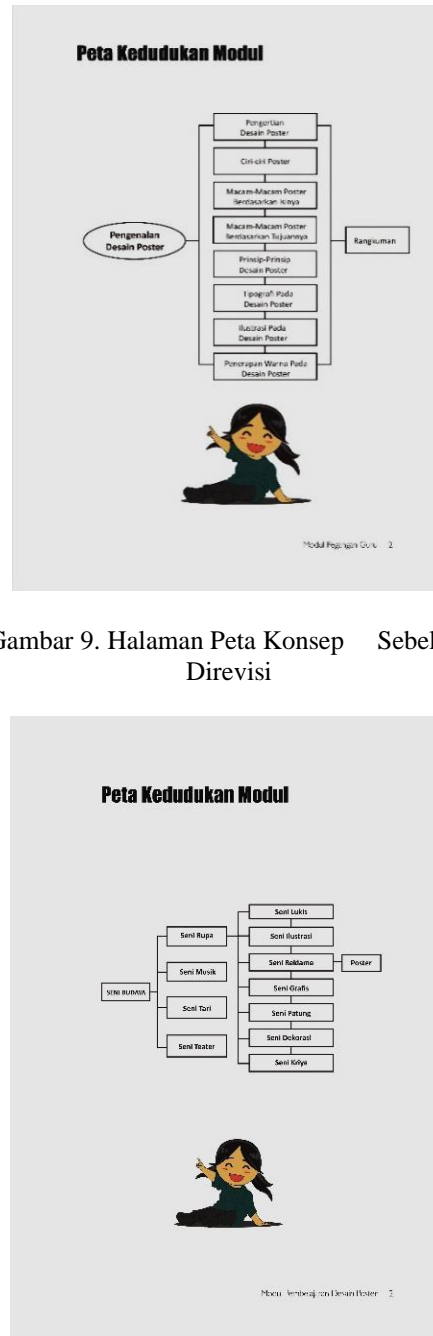 Peta Kedudukan Modul
Pengertian
Desain Poster
Ciri-ciri Poster
Macam-Macam Poster
Berdasarkan Isinya
Macam-Macam Poster
Berdasarkan Tujuannya
Pengenalan
Desain Poster
Rangkuman
Prinsip-Prinsip
Desain Poster
Tipografi Pada
Desain Poster
Ilustrasi Pada
Desain Poster
Penerapan Warna Pada
Desain Poster
Modul Pegangan Guru 2
Gambar 9. Halaman Peta Konsep Sebel
Direvisi
Peta Kedudukan Modul
Seni Lukis
Seni Rupa
Seni Ilustrasi
Seni Reklame
Poster
Seni Musik
SENI BUDAYA
Seni Grafis
Seni Tari
Seni Patung
Seni Teater
Seni Dekorasi
Seni Kriya
Modul Pembelajaran Desain Poster 2